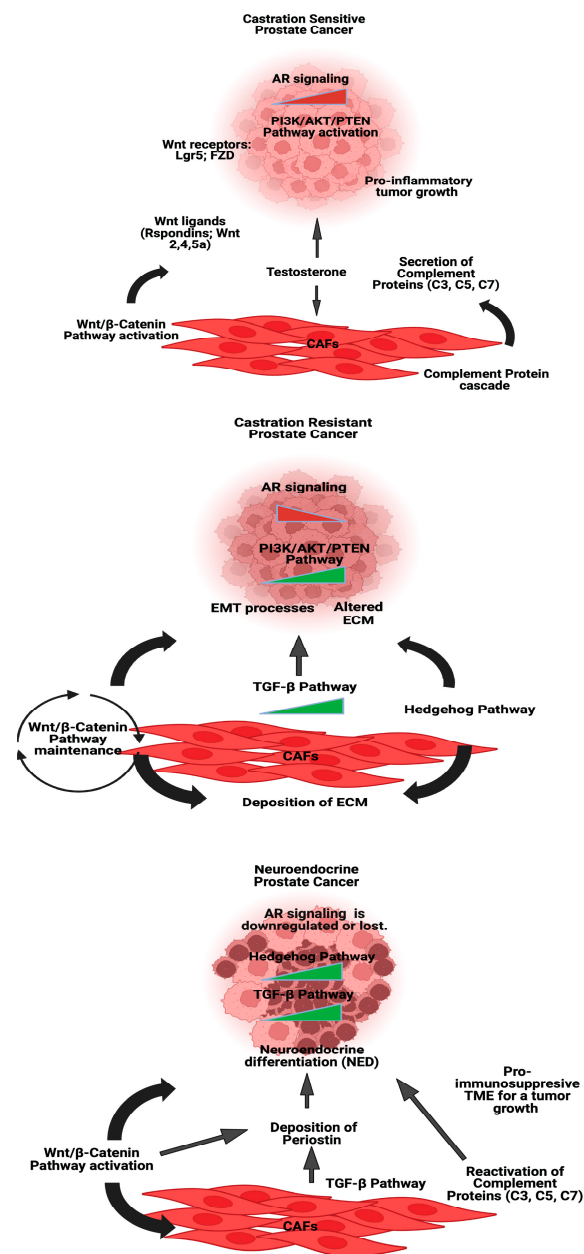 Castration Sensitive
Prostate Cancer
AR signaling
PI3K/AKT/PTEN
Pathway activation
Wnt receptors:
Lgr5; FZD
Pro-inflammatory
tumor growth
Wnt ligands
(Rspondins; Wnt
2,4,5a)
Testosterone
Secretion of
Complement
Proteins (C3, C5, C7)
Wnt/β-Catenin
Pathway activation
CAFs
Complement Protein
cascade
Castration Resistant
Prostate Cancer
AR signaling
PI3K/AKT/PTEN
Pathway
EMT processes
Altered
ECM
TGF-β Pathway
Hedgehog Pathway
Wnt/β-Catenin
Pathway
maintenance
CAFs
Deposition of ECM
Neuroendocrine
Prostate Cancer
AR signaling is
downregulated or lost.
Hedgehog Pathway
TGF-β Pathway
Neuroendocrine
differentiation (NED)
Pro-
immunosuppresive
TME for a tumor
growth
Deposition of
Periostin
Wnt/β-Catenin
Pathway activation
TGF-β Pathway
Reactivation of
Complement
Proteins (C3, C5, C7)
CAFs